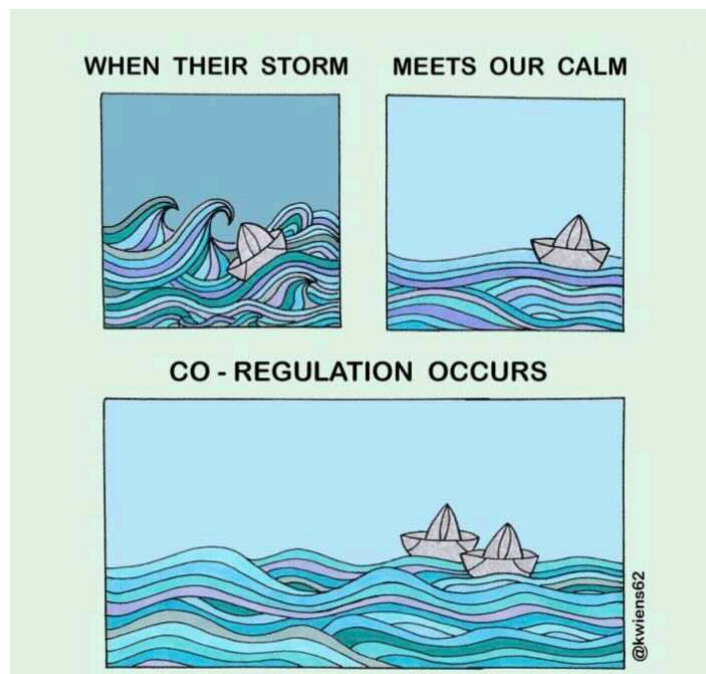 WHEN THEIR STORM
MEETS OUR CALM
CO - REGULATION OCCURS
@kwiens62